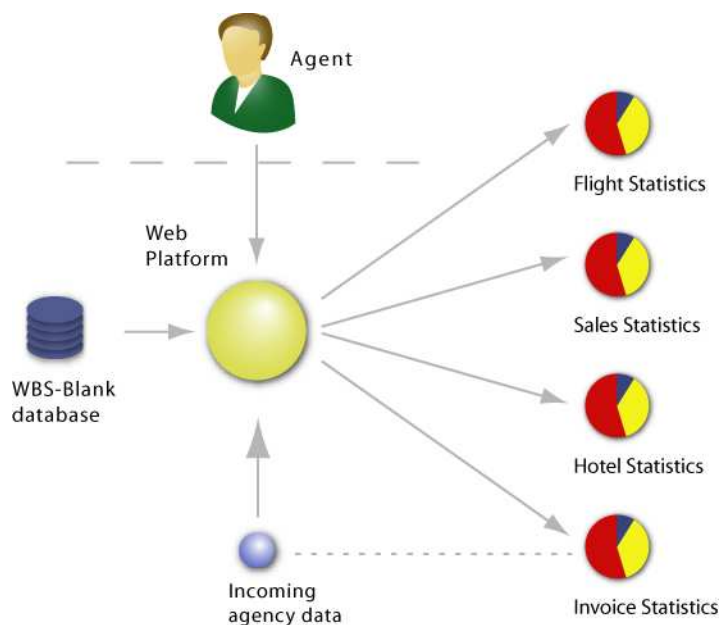 Agent
Flight Statistics
Web
Platform
Sales Statistics
WBS-Blank
database
Hotel Statistics
Incoming
agency data
Invoice Statistics